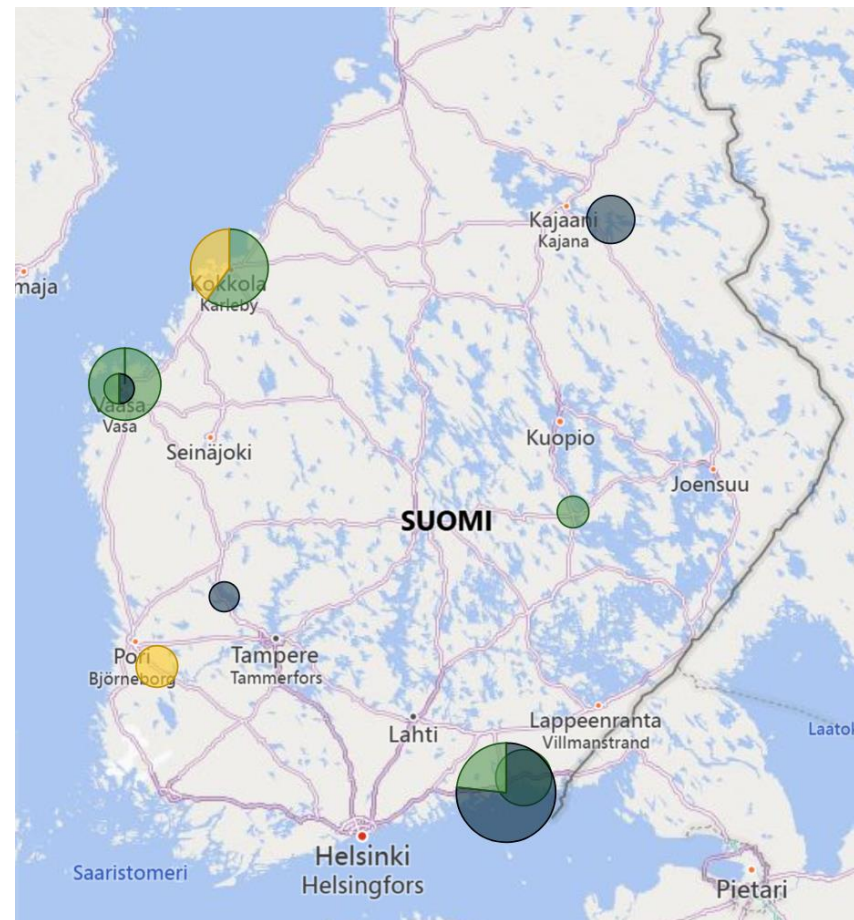 Kajaani
Kajana
maja
Kokkola
Karleby
Vaasa
Vasa
Seinäjoki
Kuopio
Joensuu
SUOMI
Pori
Björneborg
Tampere
Tammerfors
Lahti
Lappeenranta
Villmanstrand
Laatol
Helsinki
Helsingfors
Saaristomeri
Pietari